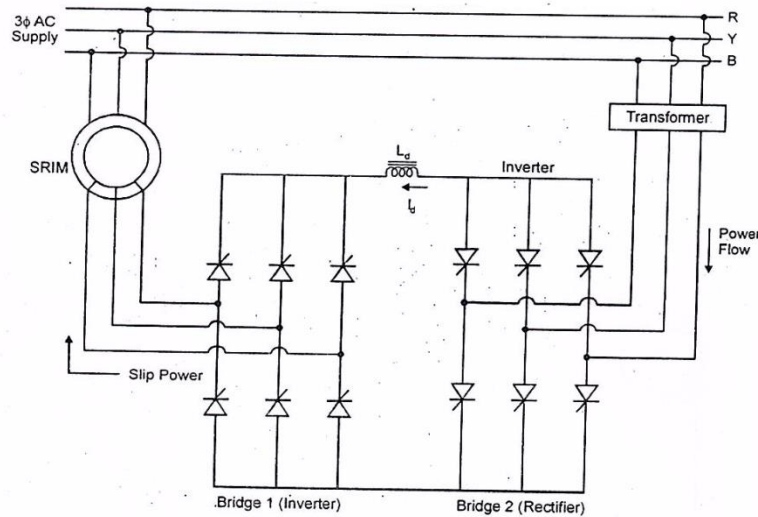 3ϕ AC
Supply
R
Y
B
Transformer
SRIM
L_d
Inverter
I_d
Power
Flow
Slip Power
Bridge 1 (Inverter)
Bridge 2 (Rectifier)